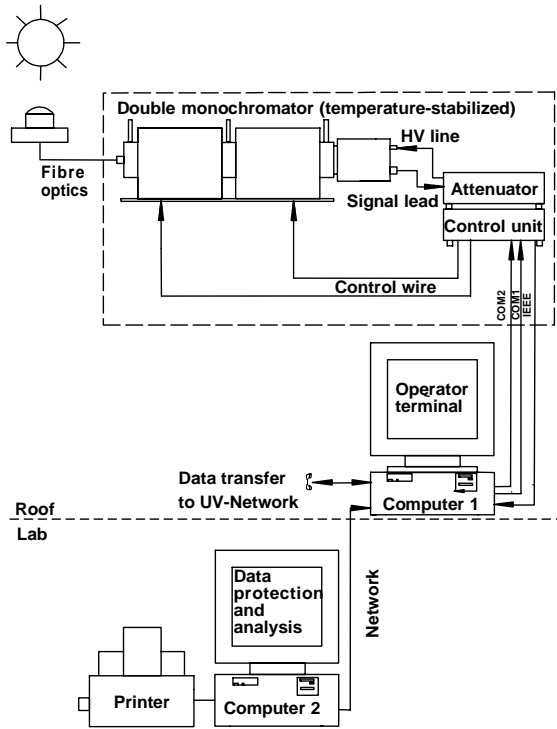 Double monochromator (temperature-stabilized)
HV line
Fibre
optics
Signal lead
Attenuator
Control unit
Control wire
COM2
COM1
IEEE
Operator
terminal
Data transfer
to UV-Network
Computer 1
Roof
Lab
Data
protection
and
analysis
Network
Printer
Computer 2